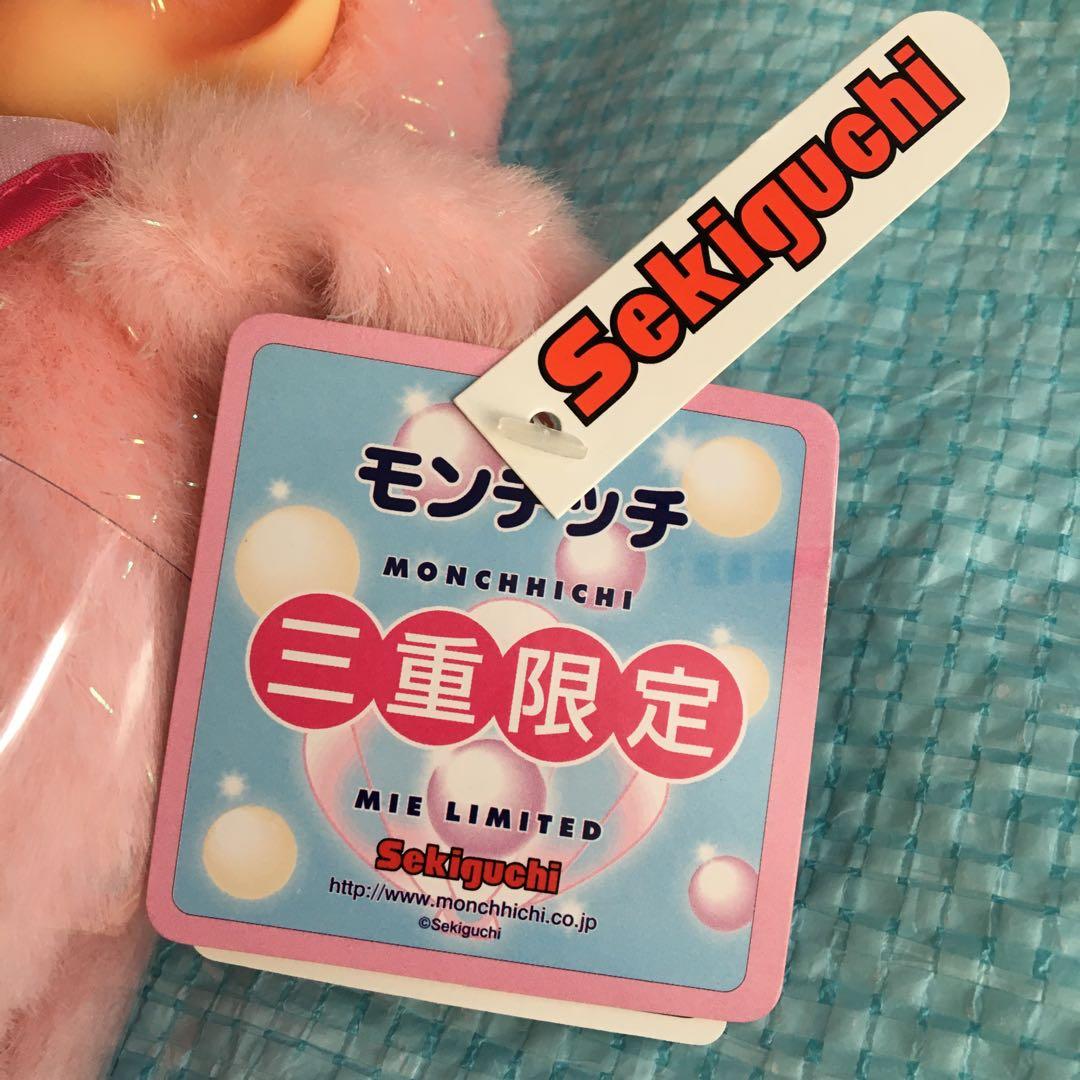 Sekiguchi
モンチッチ
MONCHHICHI
三重限定
MIE LIMITED
Sekiguchi
http://www.monchhichi.co.jp
©Sekiguchi